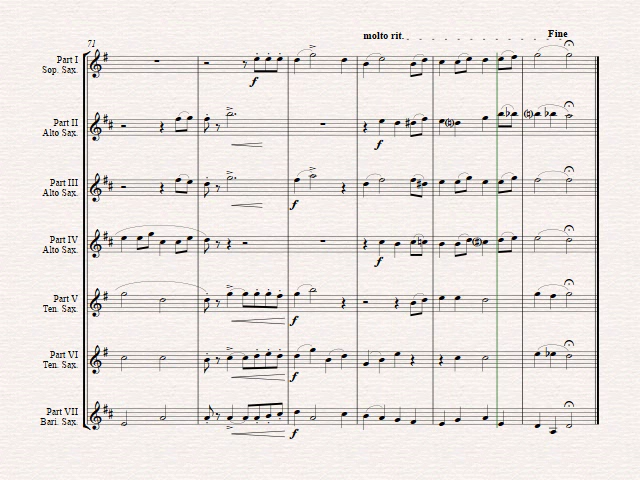 molto rit.
Fine
71
Part I
Sop. Sax.
f
Part II
Alto Sax.
f
Part III
Alto Sax.
f
Part IV
Alto Sax.
f
Part V
Ten. Sax.
f
Part VI
Ten. Sax.
f
Part VII
Bari. Sax.
f